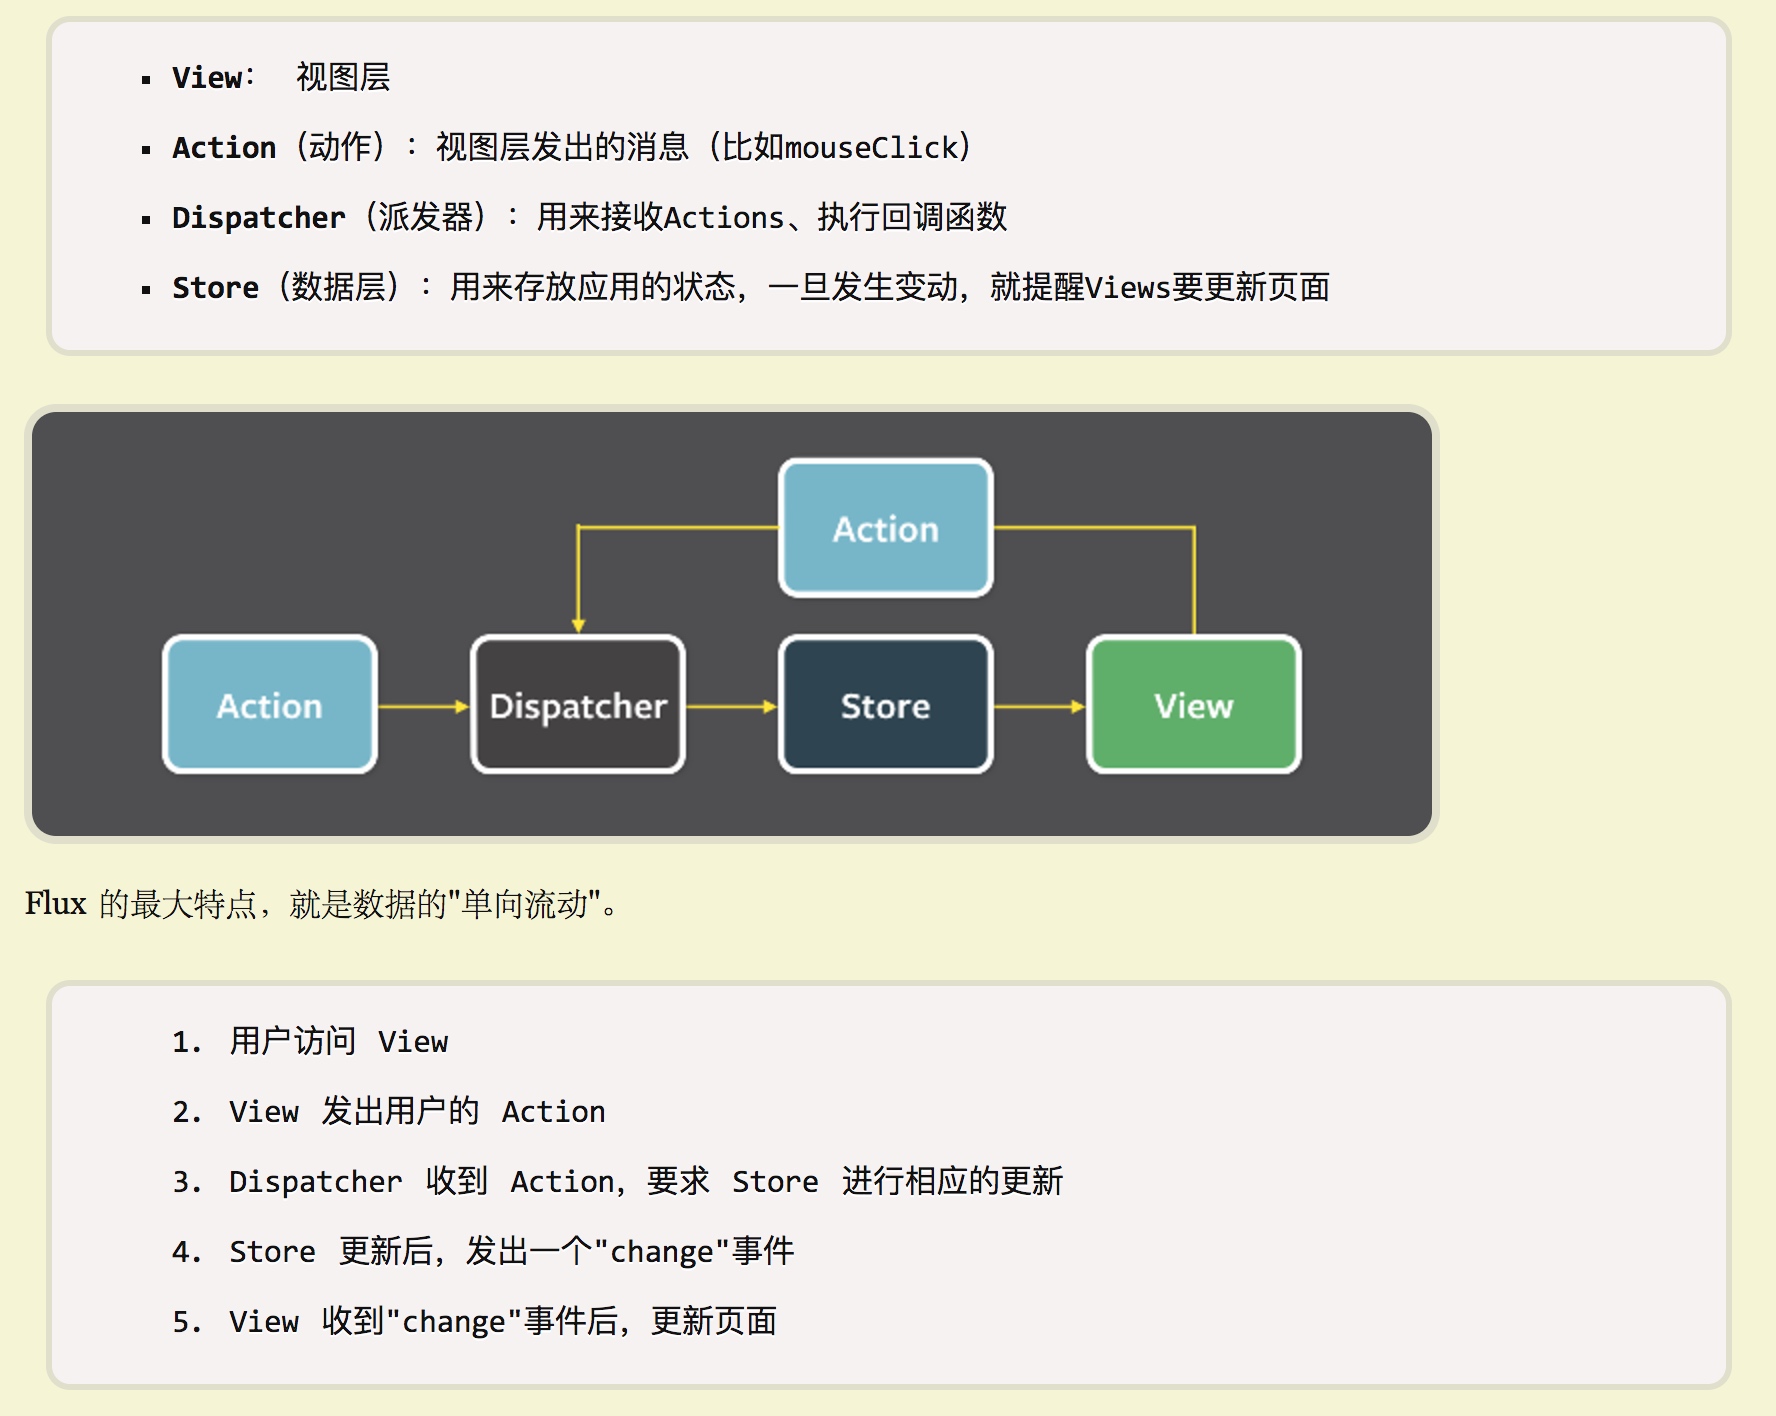 View： 视图层
Action（动作）：视图层发出的消息（比如mouseClick）
Dispatcher（派发器）：用来接收Actions、执行回调函数
Store（数据层）：用来存放应用的状态，一旦发生变动，就提醒Views要更新页面
Action
Action
Dispatcher
Store
View
Flux 的最大特点，就是数据的"单向流动"。
1. 用户访问 View
2. View 发出用户的 Action
3. Dispatcher 收到 Action，要求 Store 进行相应的更新
4. Store 更新后，发出一个"change"事件
5. View 收到"change"事件后，更新页面